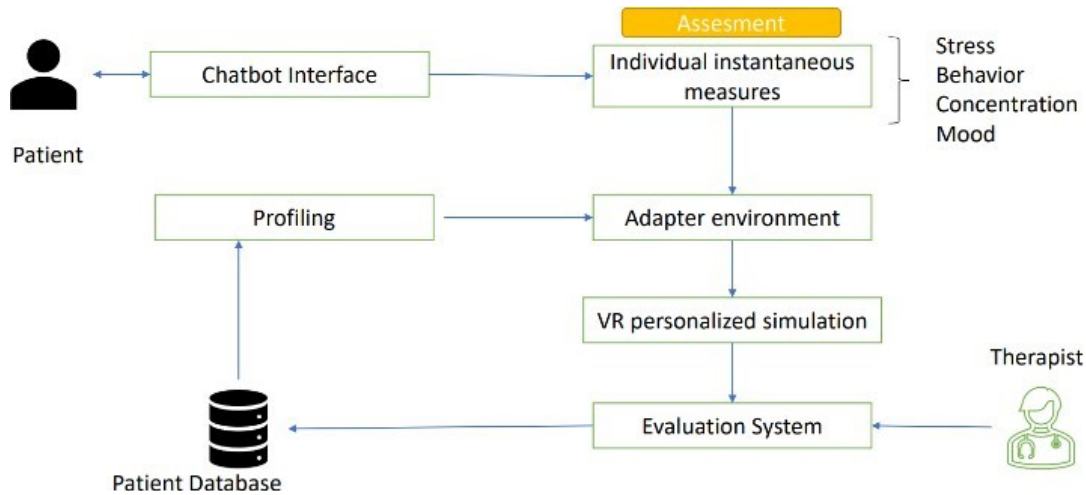 Assesment
Patient
Chatbot Interface
Individual instantaneous
measures
Stress
Behavior
Concentration
Mood
Profiling
Adapter environment
VR personalized simulation
Therapist
Evaluation System
Patient Database